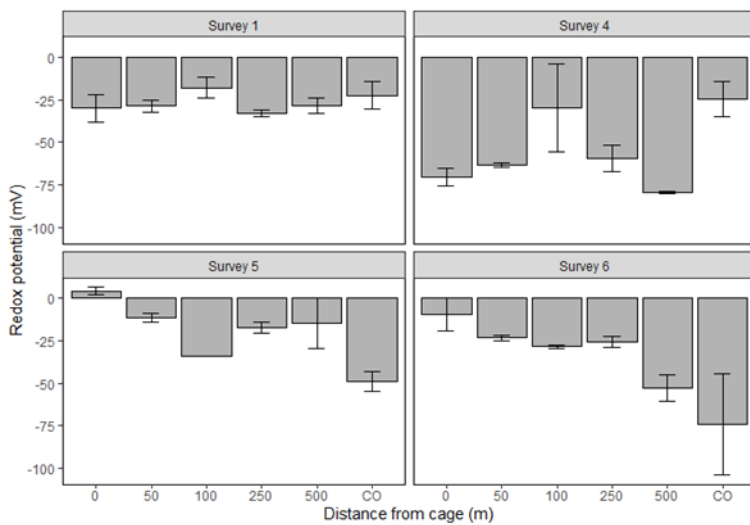 Survey 1
Survey 4
0
-25
-50
-75
-100
Redox potential (mV)
Survey 5
Survey 6
0
-25
-50
-75
-100
0 50 100 250 500 CO
0 50 100 250 500 CO
Distance from cage (m)